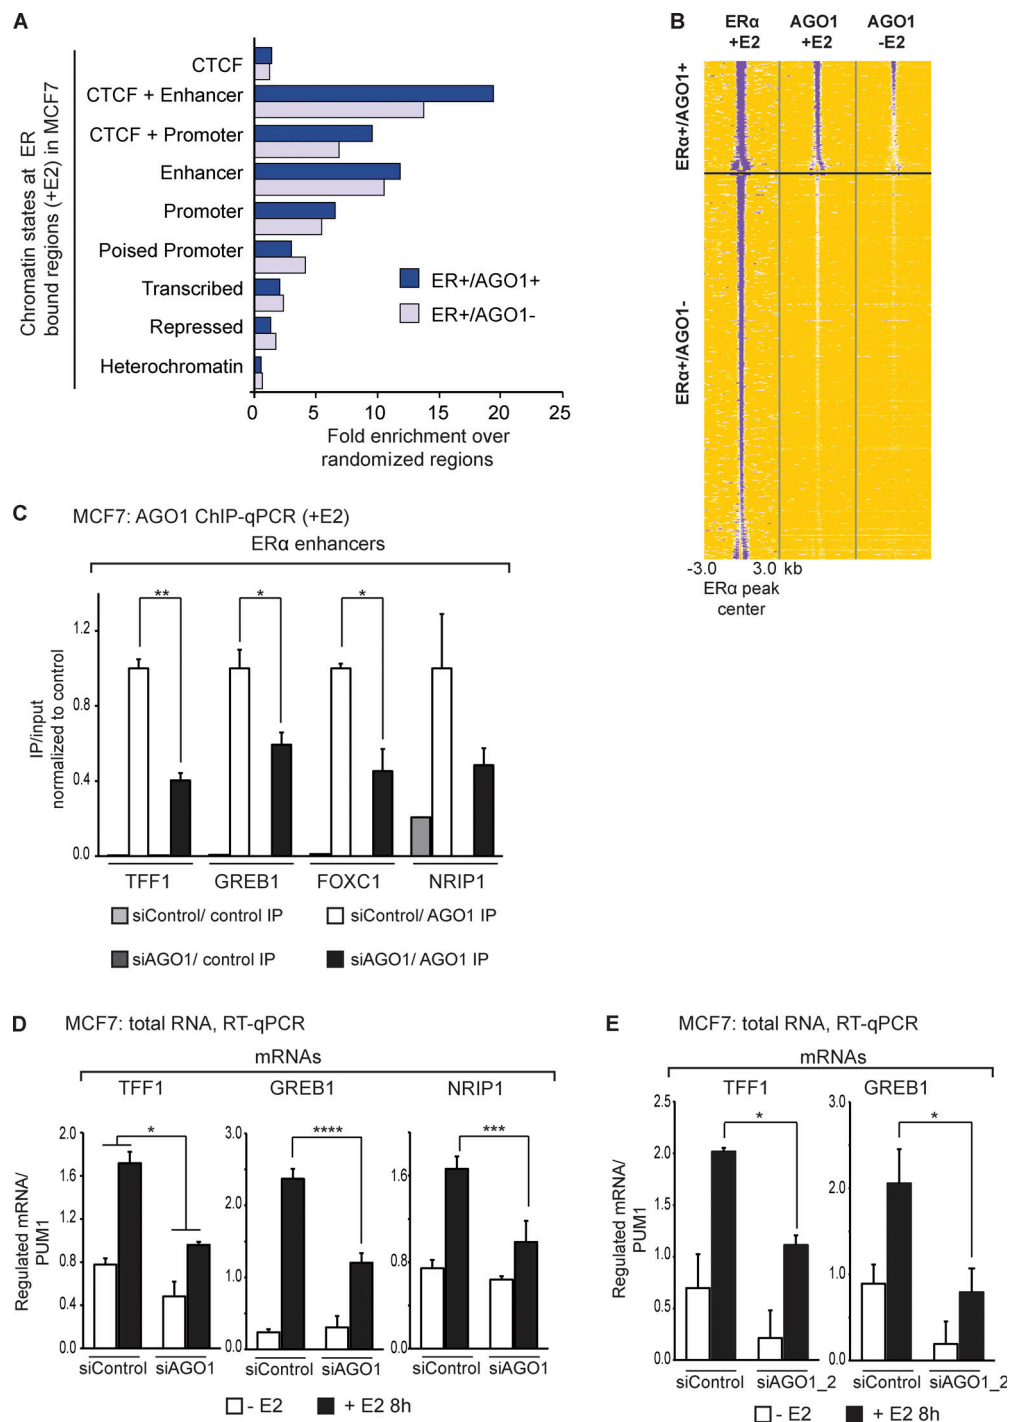 A
Chromatin states at ER
bound regions (+E2) in MCF7
CTCF
CTCF + Enhancer
CTCF + Promoter
Enhancer
Promoter
Poised Promoter
Transcribed
Repressed
Heterochromatin
ER+/AGO1+
ER+/AGO1-
0 5 10 15 20 25
Fold enrichment over
randomized regions
B
ERα AGO1 AGO1
+E2 +E2 -E2
ERα+/AGO1+
ERα+/AGO1-
-3.0 3.0 kb
ERα peak
center
C MCF7: AGO1 ChIP-qPCR (+E2)
ERα enhancers
IP/input
normalized to control
1.2
0.8
0.4
0.0
** * *
TFF1 GREB1 FOXC1 NRIP1
siControl/ control IP siControl/ AGO1 IP
siAGO1/ control IP siAGO1/ AGO1 IP
D MCF7: total RNA, RT-qPCR
mRNAs
TFF1 GREB1 NRIP1
Regulated mRNA/
PUM1
2.0
1.6
1.2
0.8
0.4
0.0
*
3.0
2.0
1.0
0.0
****
1.6
0.8
0.0
***
siControl siAGO1 siControl siAGO1 siControl siAGO1
- E2 + E2 8h
E MCF7: total RNA, RT-qPCR
mRNAs
TFF1 GREB1
Regulated mRNA/
PUM1
2.5
2.0
1.5
1.0
0.5
0.0
*
3.0
2.0
1.0
0.0
*
siControl siAGO1_2 siControl siAGO1_2
- E2 + E2 8h